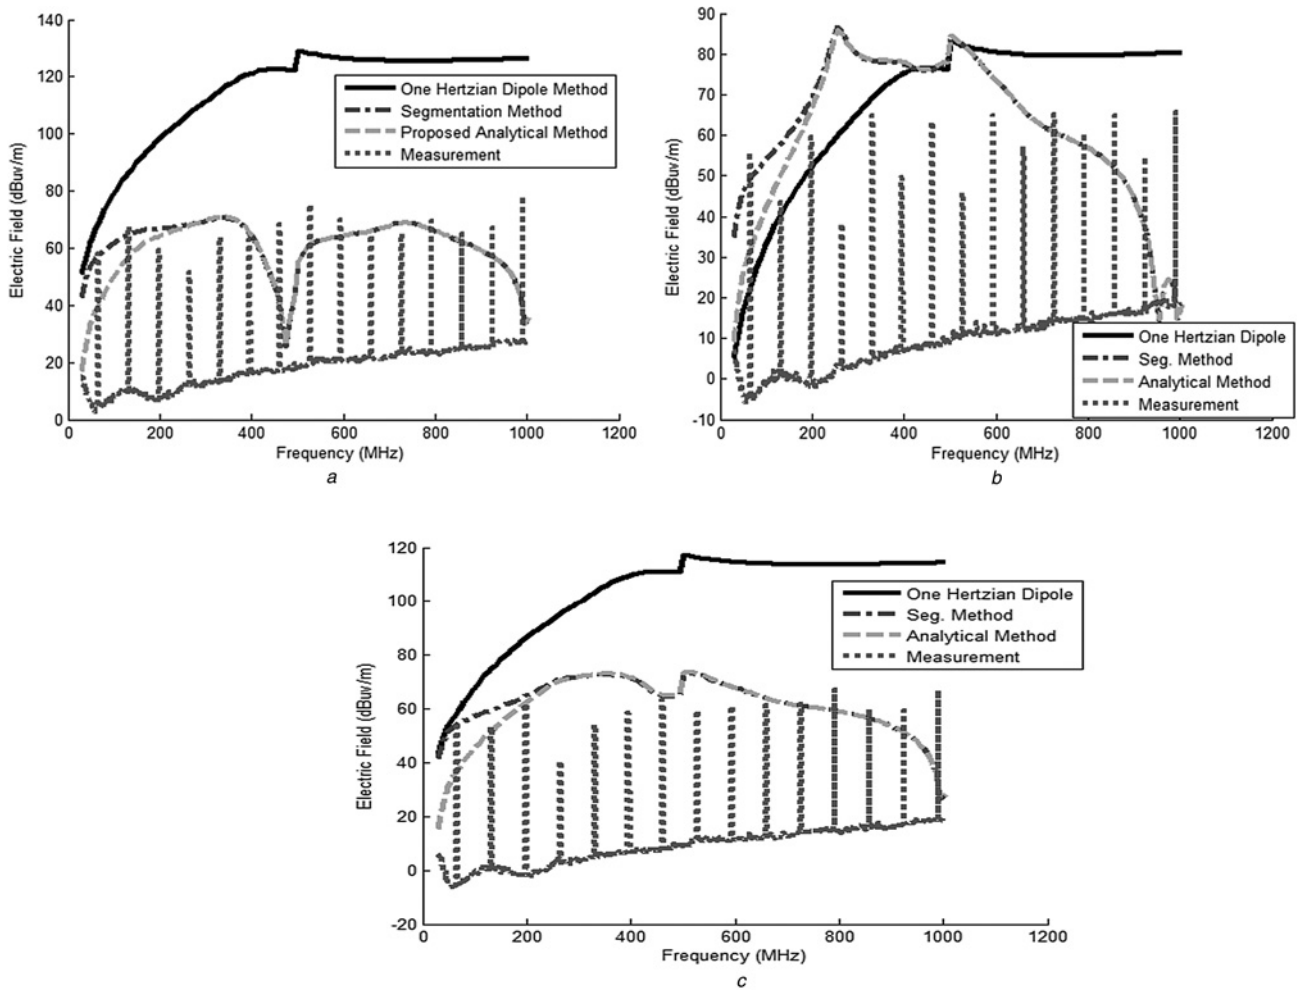 140
120
100
80
60
40
20
0
Electric Field (dBuv/m)
One Hertzian Dipole Method
Segmentation Method
Proposed Analytical Method
Measurement
0 200 400 600 800 1000 1200
Frequency (MHz)
a
90
80
70
60
50
40
30
20
10
0
-10
Electric Field (dBuv/m)
One Hertzian Dipole
Seg. Method
Analytical Method
Measurement
0 200 400 600 800 1000 1200
Frequency (MHz)
b
120
100
80
60
40
20
0
-20
Electric Field (dBuv/m)
One Hertzian Dipole
Seg. Method
Analytical Method
Measurement
0 200 400 600 800 1000 1200
Frequency (MHz)
c